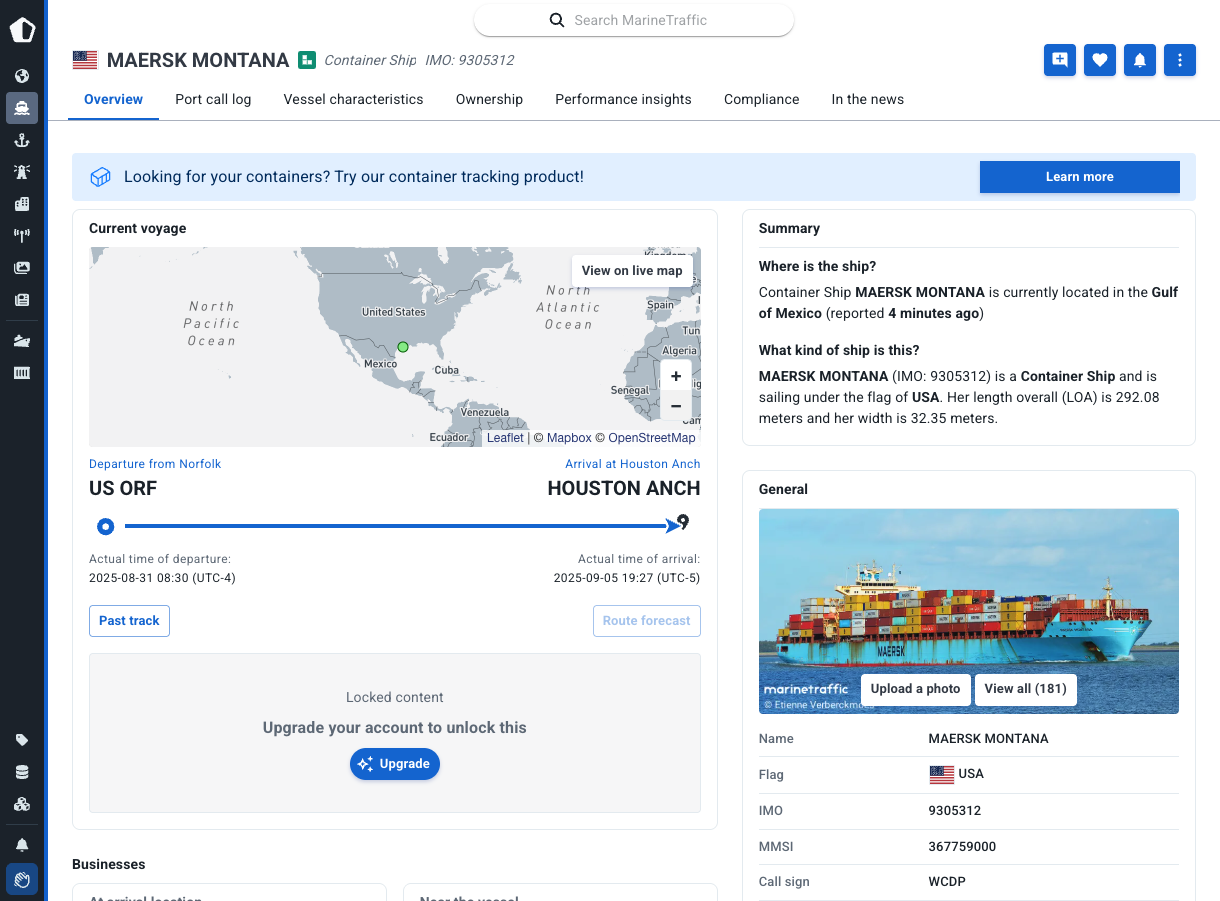 Search MarineTraffic
MAERSK MONTANA Container Ship IMO: 9305312
Overview Port call log Vessel characteristics Ownership Performance insights Compliance In the news
Looking for your containers? Try our container tracking product!
Learn more
Current voyage
View on live map
North
Pacific
Ocean
United States
North
Atlantic
Ocean
Spain
Mexico
Cuba
Algeria
Senegal
Venezuela
Ecuador
+
−
Leaflet | © Mapbox © OpenStreetMap
Departure from Norfolk
Arrival at Houston Anch
US ORF
HOUSTON ANCH
Actual time of departure:
Actual time of arrival:
2025-08-31 08:30 (UTC-4)
2025-09-05 19:27 (UTC-5)
Past track
Route forecast
Locked content
Upgrade your account to unlock this
Upgrade
Businesses
At arrival location
Near the vessel
Summary
Where is the ship?
Container Ship MAERSK MONTANA is currently located in the Gulf
of Mexico (reported 4 minutes ago)
What kind of ship is this?
MAERSK MONTANA (IMO: 9305312) is a Container Ship and is
sailing under the flag of USA. Her length overall (LOA) is 292.08
meters and her width is 32.35 meters.
General
MAERSK MONTANA
MAERSK
marinetraffic
© Etienne
Upload a photo
View all (181)
Name MAERSK MONTANA
Flag USA
IMO 9305312
MMSI 367759000
Call sign WCDP